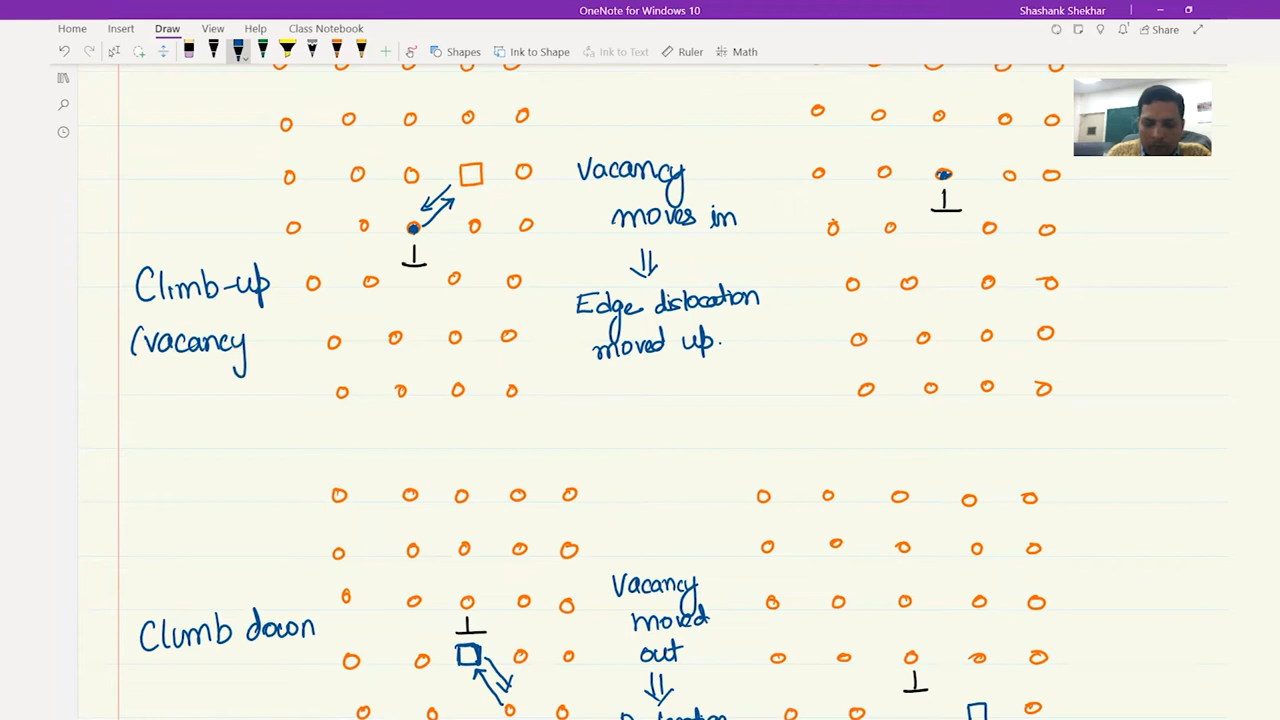 OneNote for Windows 10
Shashank Shekhar
Home Insert Draw View Help Class Notebook
Shapes Ink to Shape Ink to Text Ruler Math
Share
Vacancy
moves in
⇓
Edge dislocation
moved up.
Climb-up
(vacancy
Climb down
Vacancy
moved
out
⇓